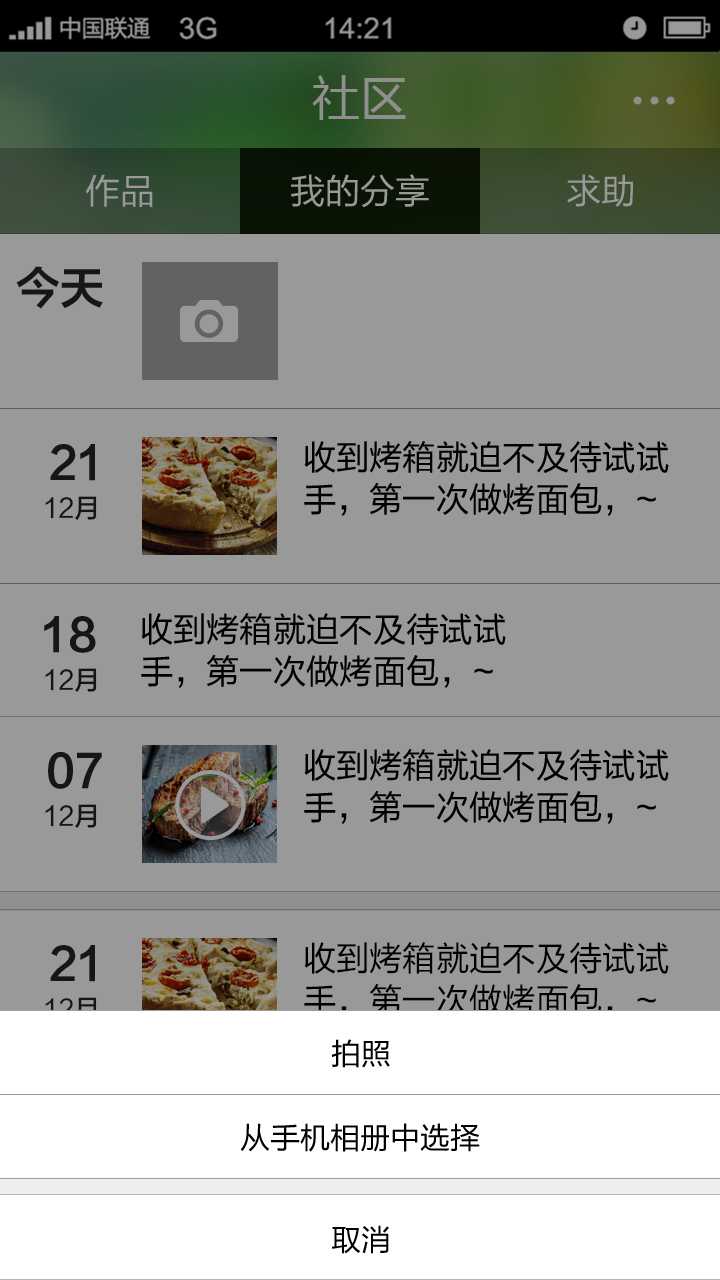 中国联通 3G 14:21
社区
作品 我的分享 求助
今天
21
12月
收到烤箱就迫不及待试试
手，第一次做烤面包，~
18
12月
收到烤箱就迫不及待试试
手，第一次做烤面包，~
07
12月
收到烤箱就迫不及待试试
手，第一次做烤面包，~
21
12月
收到烤箱就迫不及待试试
手，第一次做烤面包，~
拍照
从手机相册中选择
取消